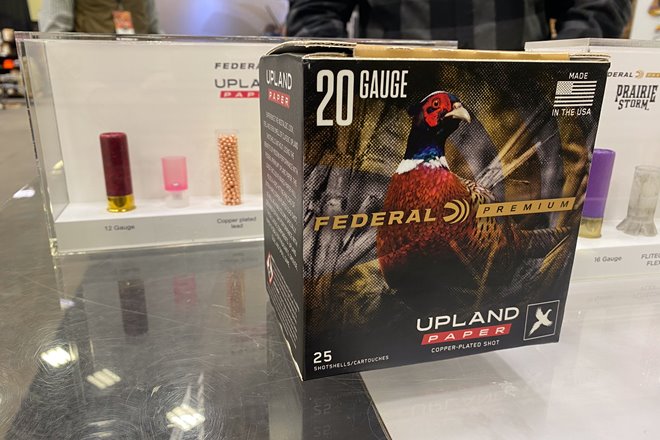 FEDERAL
UPLAND
PAPER
12 Gauge
Copper plated
lead
UPLAND
PAPER
20 GAUGE
MADE
IN THE USA
FEDERAL PREMIUM
UPLAND
PAPER
COPPER-PLATED SHOT
25
SHOTSHELLS/CARTOUCHES
PRAIRIE
STORM
16 Gauge